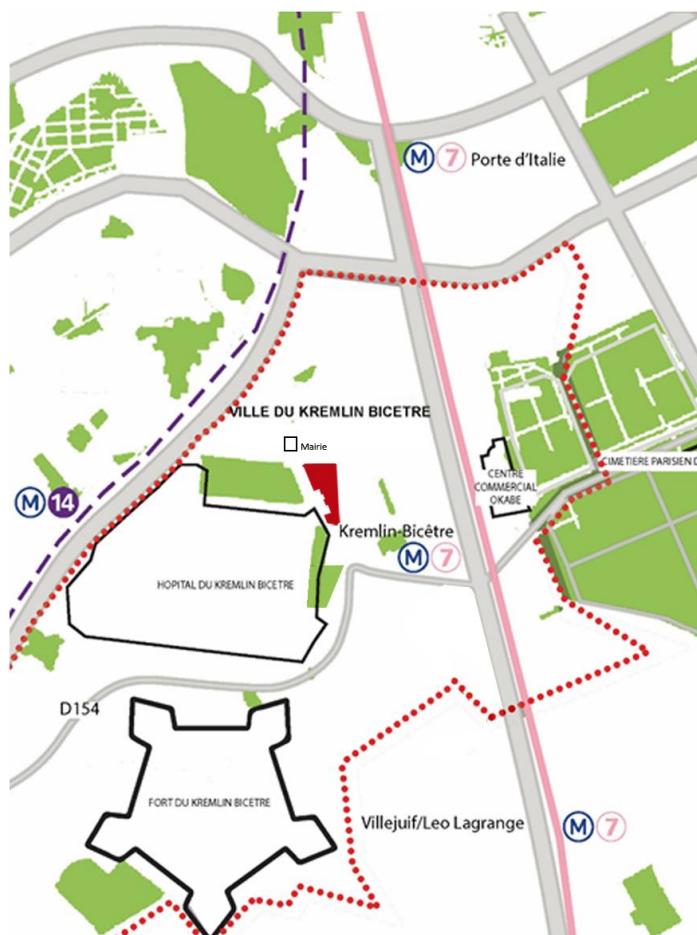 M 7 Porte d'Italie
VILLE DU KREMLIN BICETRE
Mairie
CENTRE
COMMERCIAL
OKABE
CIMETIERE PARISIEN D
M 14
Kremlin-Bicêtre
M 7
HOPITAL DU KREMLIN BICETRE
D154
FORT DU KREMLIN BICETRE
Villejuif/Leo Lagrange
M 7